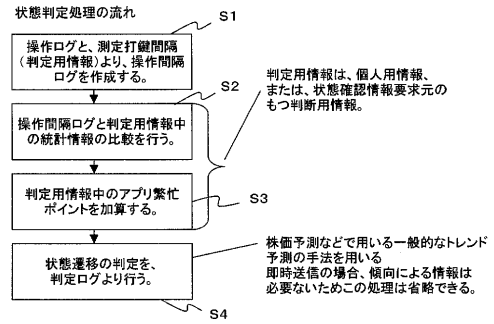 状態判定処理の流れ
S1
操作ログと、測定打鍵間隔
(判定用情報)より、操作間隔
ログを作成する。
S2
操作間隔ログと判定用情報中
の統計情報の比較を行う。
判定用情報中のアプリ繁忙
ポイントを加算する。
S3
状態遷移の判定を、
判定ログより行う。
S4
判定用情報は、個人用情報、
または、状態確認情報要求元の
もつ判断用情報。
株価予測などで用いる一般的なトレンド
予測の手法を用いる
即時送信の場合、傾向による情報は
必要ないためこの処理は省略できる。